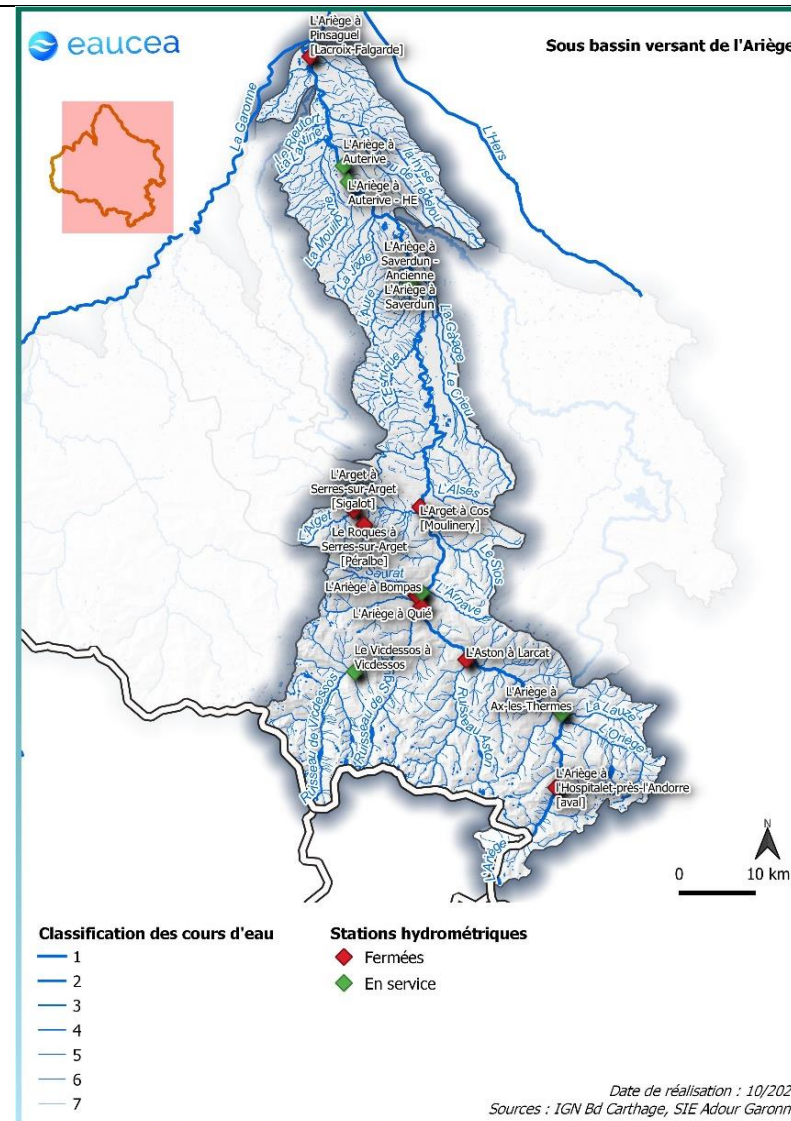 eaucea
Sous bassin versant de l'Ariège
L'Ariège à
Pinsaguel
[Lacroix-Falgarde]
La Garonne
L'Hers
Le Rieutort
L'Ariège à
Auterive
L'Ariège à
Auterive - HE
La Jade
L'Ariège à
Saverdun -
Ancienne
L'Ariège à
Saverdun
L'Aure
La Galage
Le Crieu
L'Estrique
L'Arget à
Serres-sur-Arget
[Sigalot]
L'Alses
L'Arget à Cos
[Moulinery]
L'Arget
Le Roques à
Serres-sur-Arget
[Péralbe]
Le Sios
Saurat
L'Ariège à Bompas
L'Arnave
L'Ariège à Quié
Le Vicdessos à
Vicdessos
L'Aston à Larcat
L'Ariège à
Ax-les-Thermes
La Lauze
L'Oriège
Ruisseau de Vicdessos
Ruisseau Aston
L'Ariège à
l'Hospitalet-près-l'Andorre
[aval]
L'Ariège
N
0 10 km
Classification des cours d'eau
1
2
3
4
5
6
7
Stations hydrométriques
Fermées
En service
Date de réalisation : 10/202
Sources : IGN Bd Carthage, SIE Adour Garonn